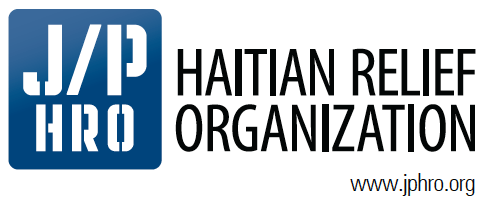 J/P
HRO
HAITIAN RELIEF
ORGANIZATION
www.jphro.org